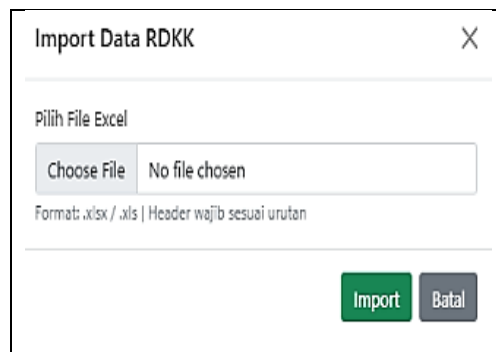 Import Data RDKK
Pilih File Excel
Choose File No file chosen
Format: .xlsx / .xls | Header wajib sesuai urutan
Import Batal